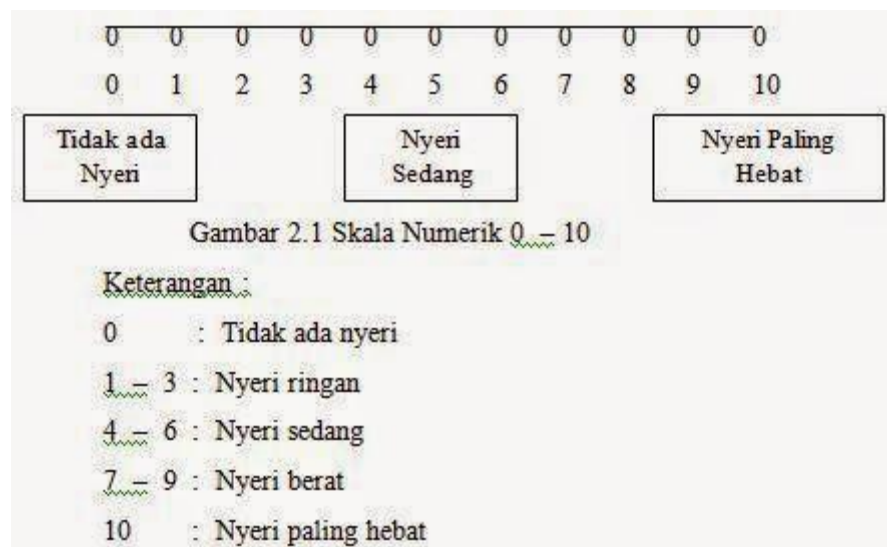 0 0 0 0 0 0 0 0 0 0 0
0 1 2 3 4 5 6 7 8 9 10
Tidak ada
Nyeri
Nyeri
Sedang
Nyeri Paling
Hebat
Gambar 2.1 Skala Numerik 0 – 10
Keterangan :
0 : Tidak ada nyeri
1 – 3 : Nyeri ringan
4 – 6 : Nyeri sedang
7 – 9 : Nyeri berat
10 : Nyeri paling hebat